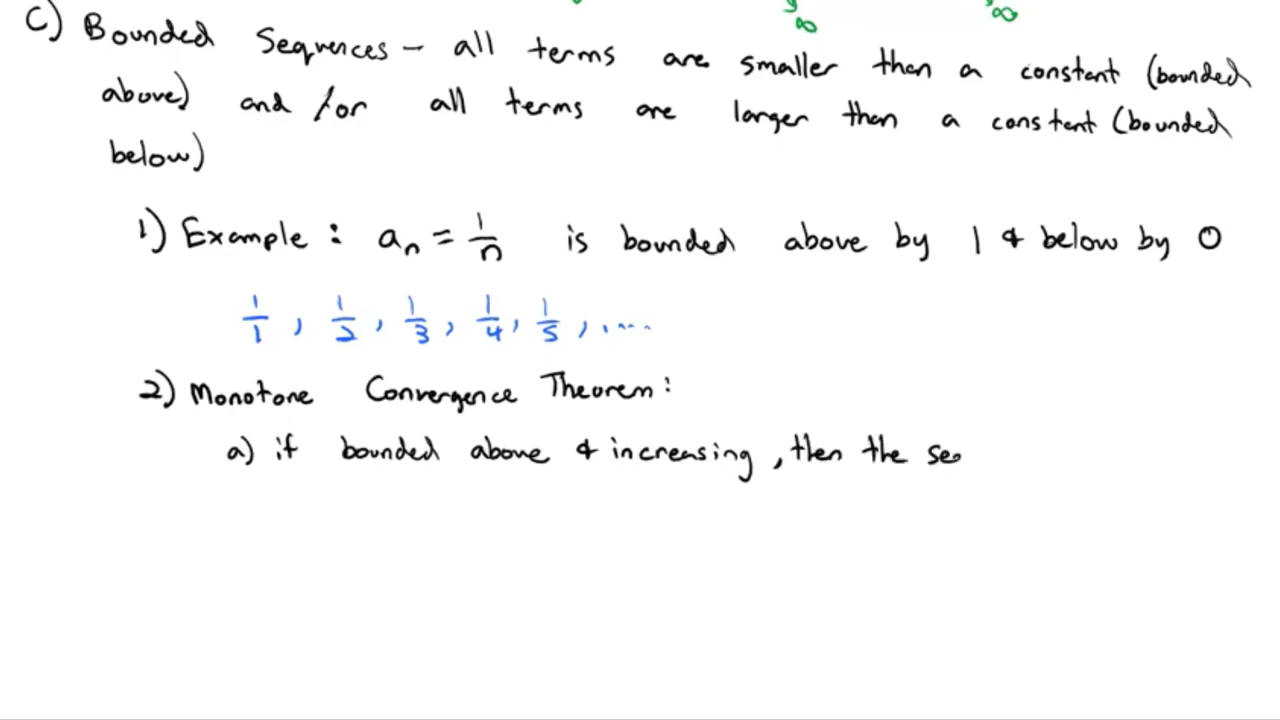 ∞ ∞
C) Bounded Sequences – all terms are smaller than a constant (bounded
above) and/or all terms are larger than a constant (bounded
below)
1) Example : aₙ = 1/n is bounded above by 1 & below by 0
1/1 , 1/2 , 1/3 , 1/4 , 1/5 , ....
2) Monotone Convergence Theorem :
a) if bounded above & increasing , then the se